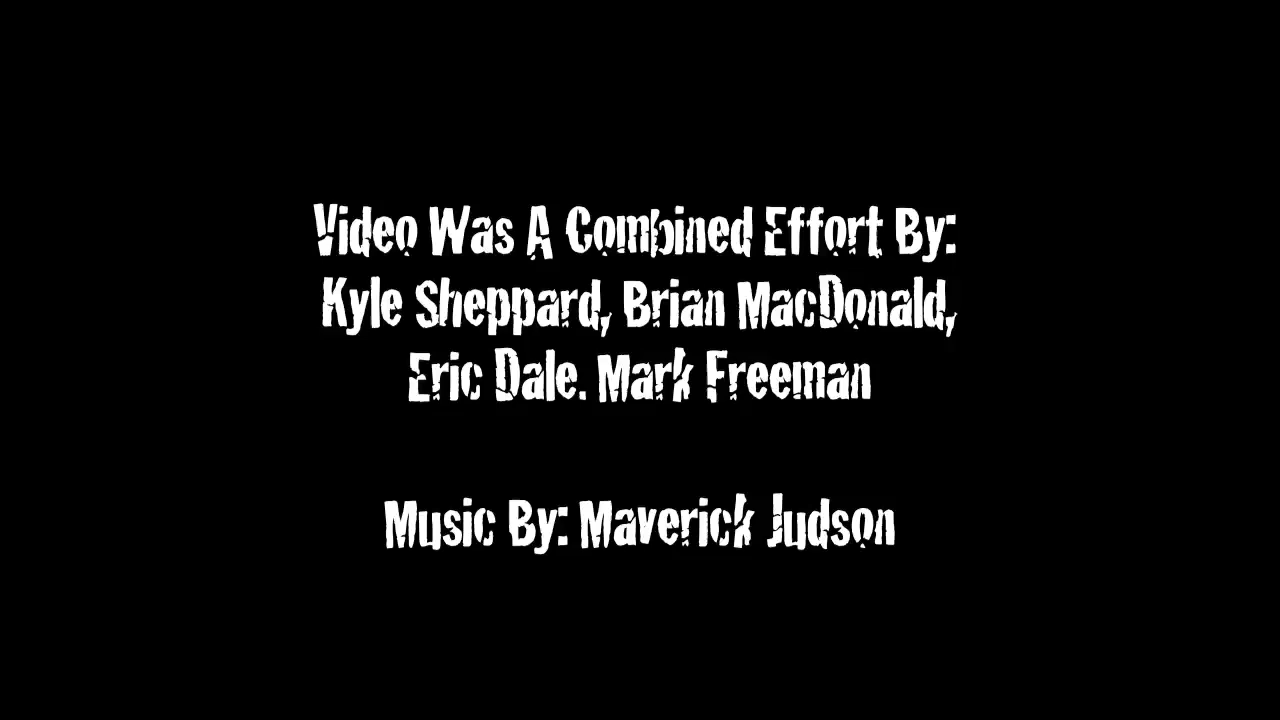 Video Was A Combined Effort By:
Kyle Sheppard, Brian MacDonald,
Eric Dale. Mark Freeman
Music By: Maverick Judson